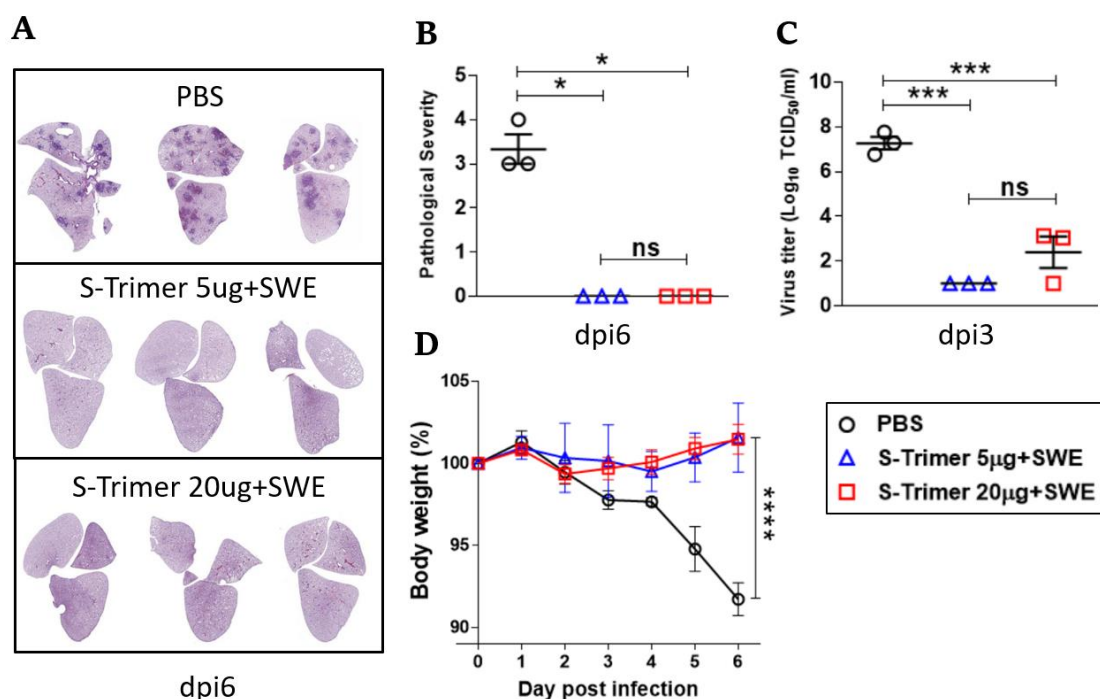 A
PBS
S-Trimer 5ug+SWE
S-Trimer 20ug+SWE
dpi6
B
Pathological Severity
5
4
3
2
1
0
*
*
ns
dpi6
C
Virus titer (Log10 TCID50/ml)
10
8
6
4
2
0
***
***
ns
dpi3
D
Body weight (%)
105
100
95
90
****
0 1 2 3 4 5 6
Day post infection
PBS
S-Trimer 5μg+SWE
S-Trimer 20μg+SWE